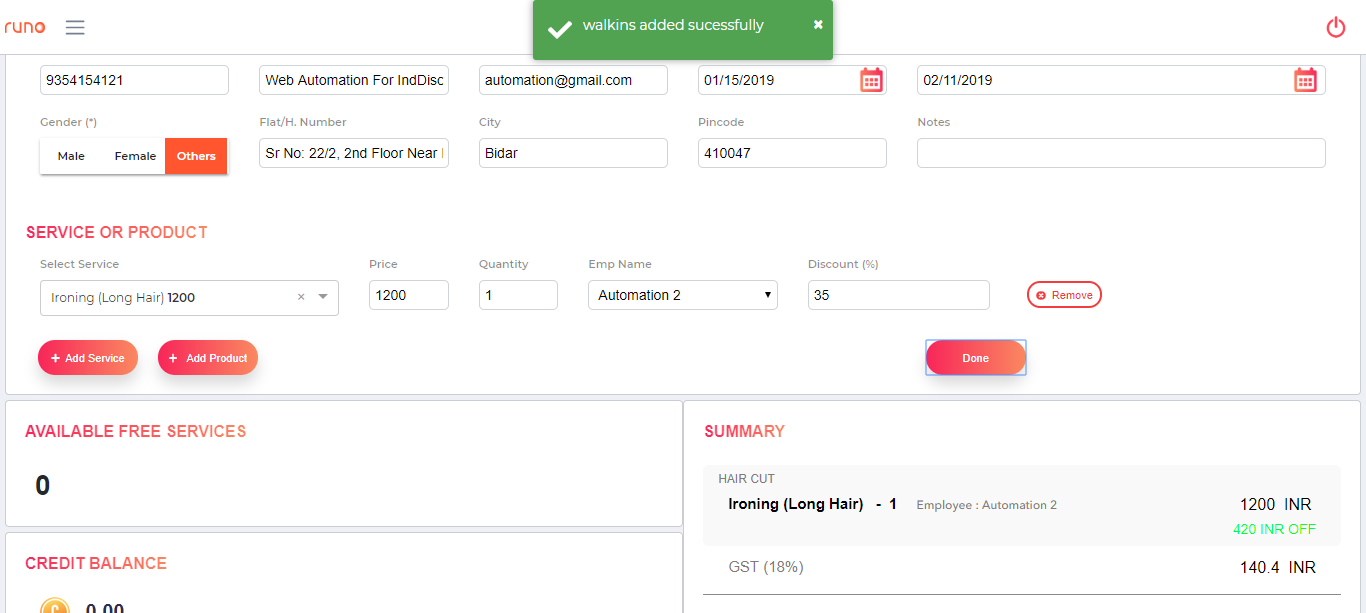 runo
walkins added sucessfully
9354154121
Web Automation For IndDisc
automation@gmail.com
01/15/2019
02/11/2019
Gender (*)
Flat/H. Number
City
Pincode
Notes
Male
Female
Others
Sr No: 22/2, 2nd Floor Near
Bidar
410047
SERVICE OR PRODUCT
Select Service
Price
Quantity
Emp Name
Discount (%)
Ironing (Long Hair) 1200
1200
1
Automation 2
35
Remove
+ Add Service
+ Add Product
Done
AVAILABLE FREE SERVICES
0
SUMMARY
HAIR CUT
Ironing (Long Hair) - 1 Employee : Automation 2 1200 INR
420 INR OFF
GST (18%) 140.4 INR
CREDIT BALANCE
0.00